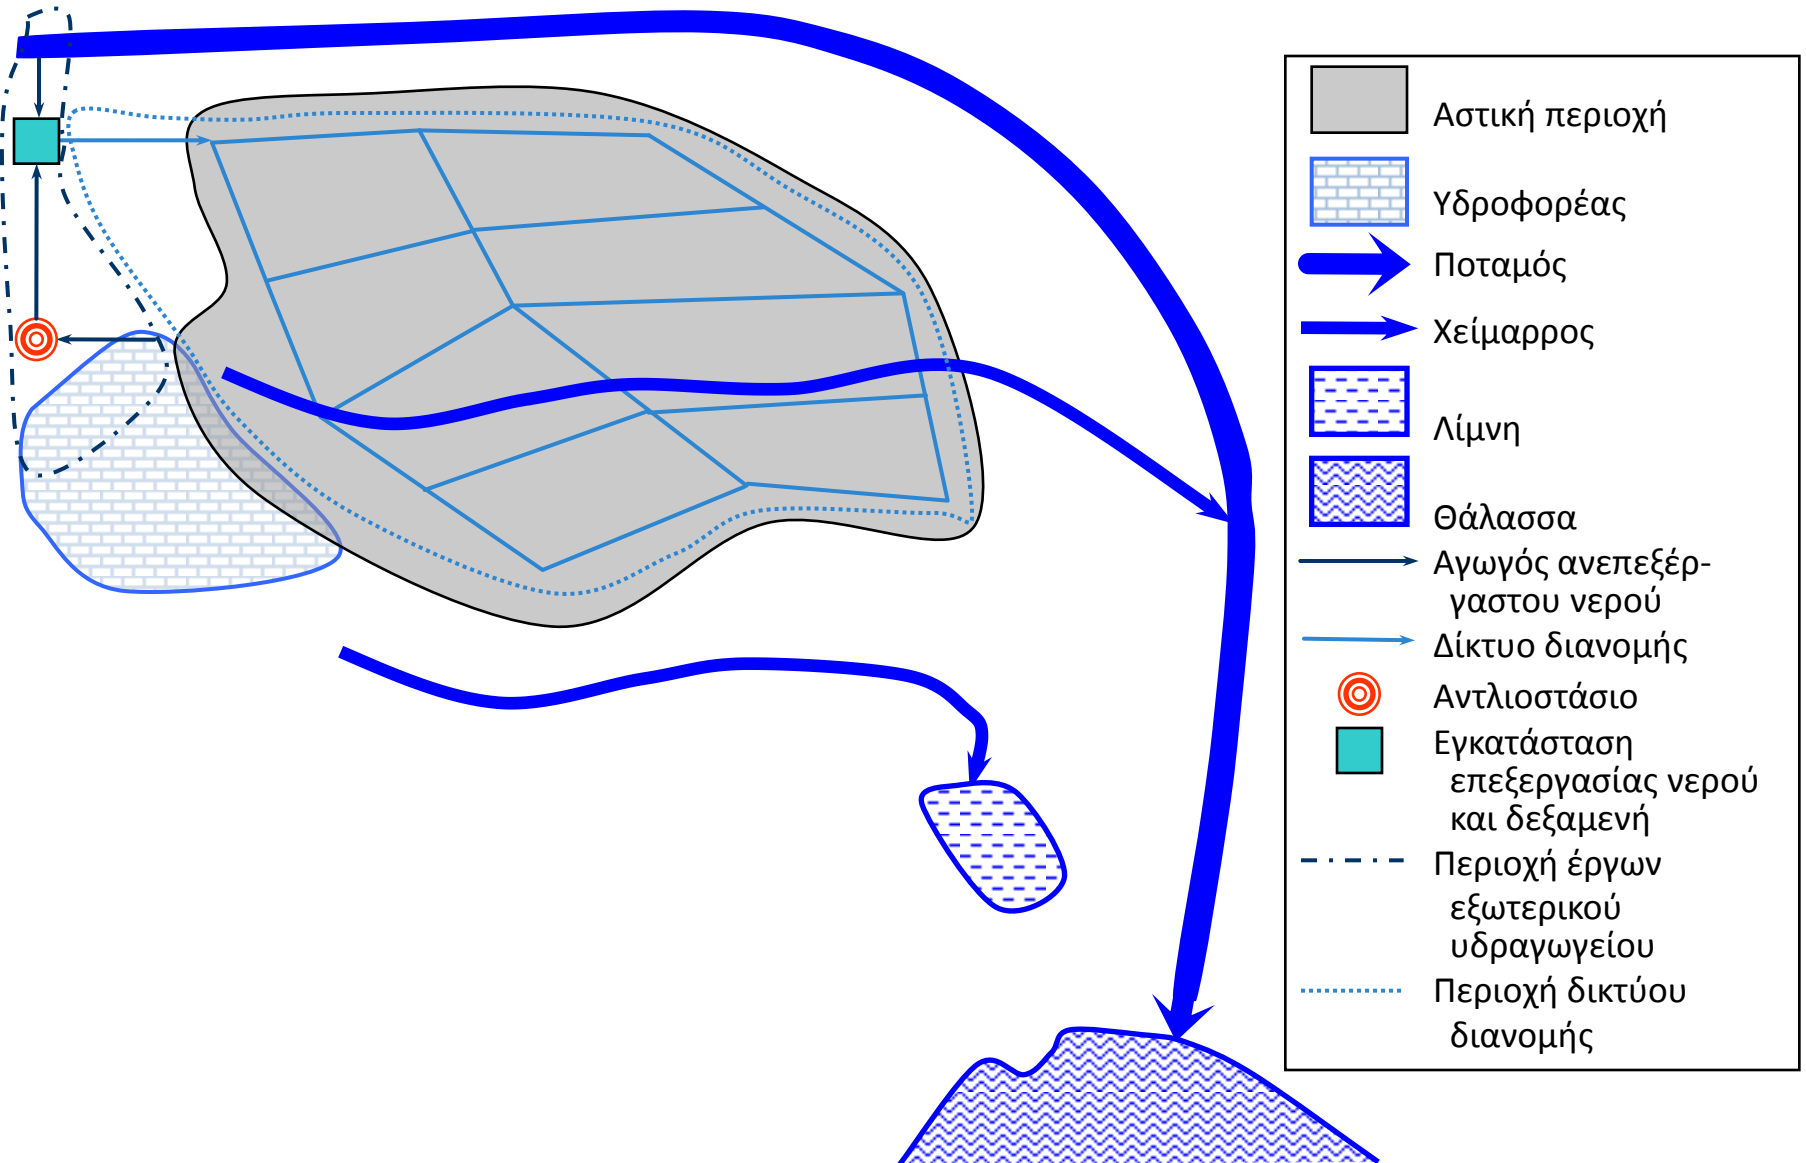 Αστική περιοχή
Υδροφορέας
Ποταμός
Χείμαρρος
Λίμνη
Θάλασσα
Αγωγός ανεπεξέρ-
γαστου νερού
Δίκτυο διανομής
Αντλιοστάσιο
Εγκατάσταση
επεξεργασίας νερού
και δεξαμενή
Περιοχή έργων
εξωτερικού
υδραγωγείου
Περιοχή δικτύου
διανομής